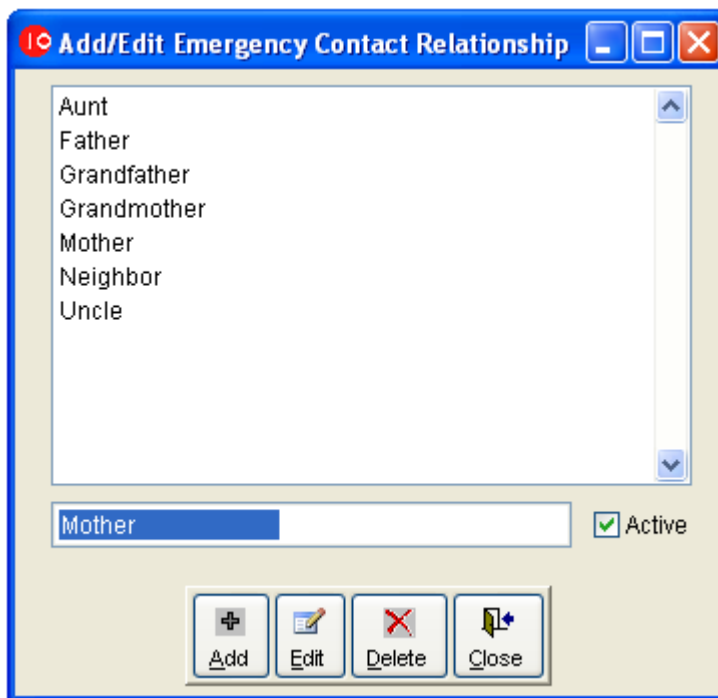 Add/Edit Emergency Contact Relationship
Aunt
Father
Grandfather
Grandmother
Mother
Neighbor
Uncle
Mother
Active
Add Edit Delete Close